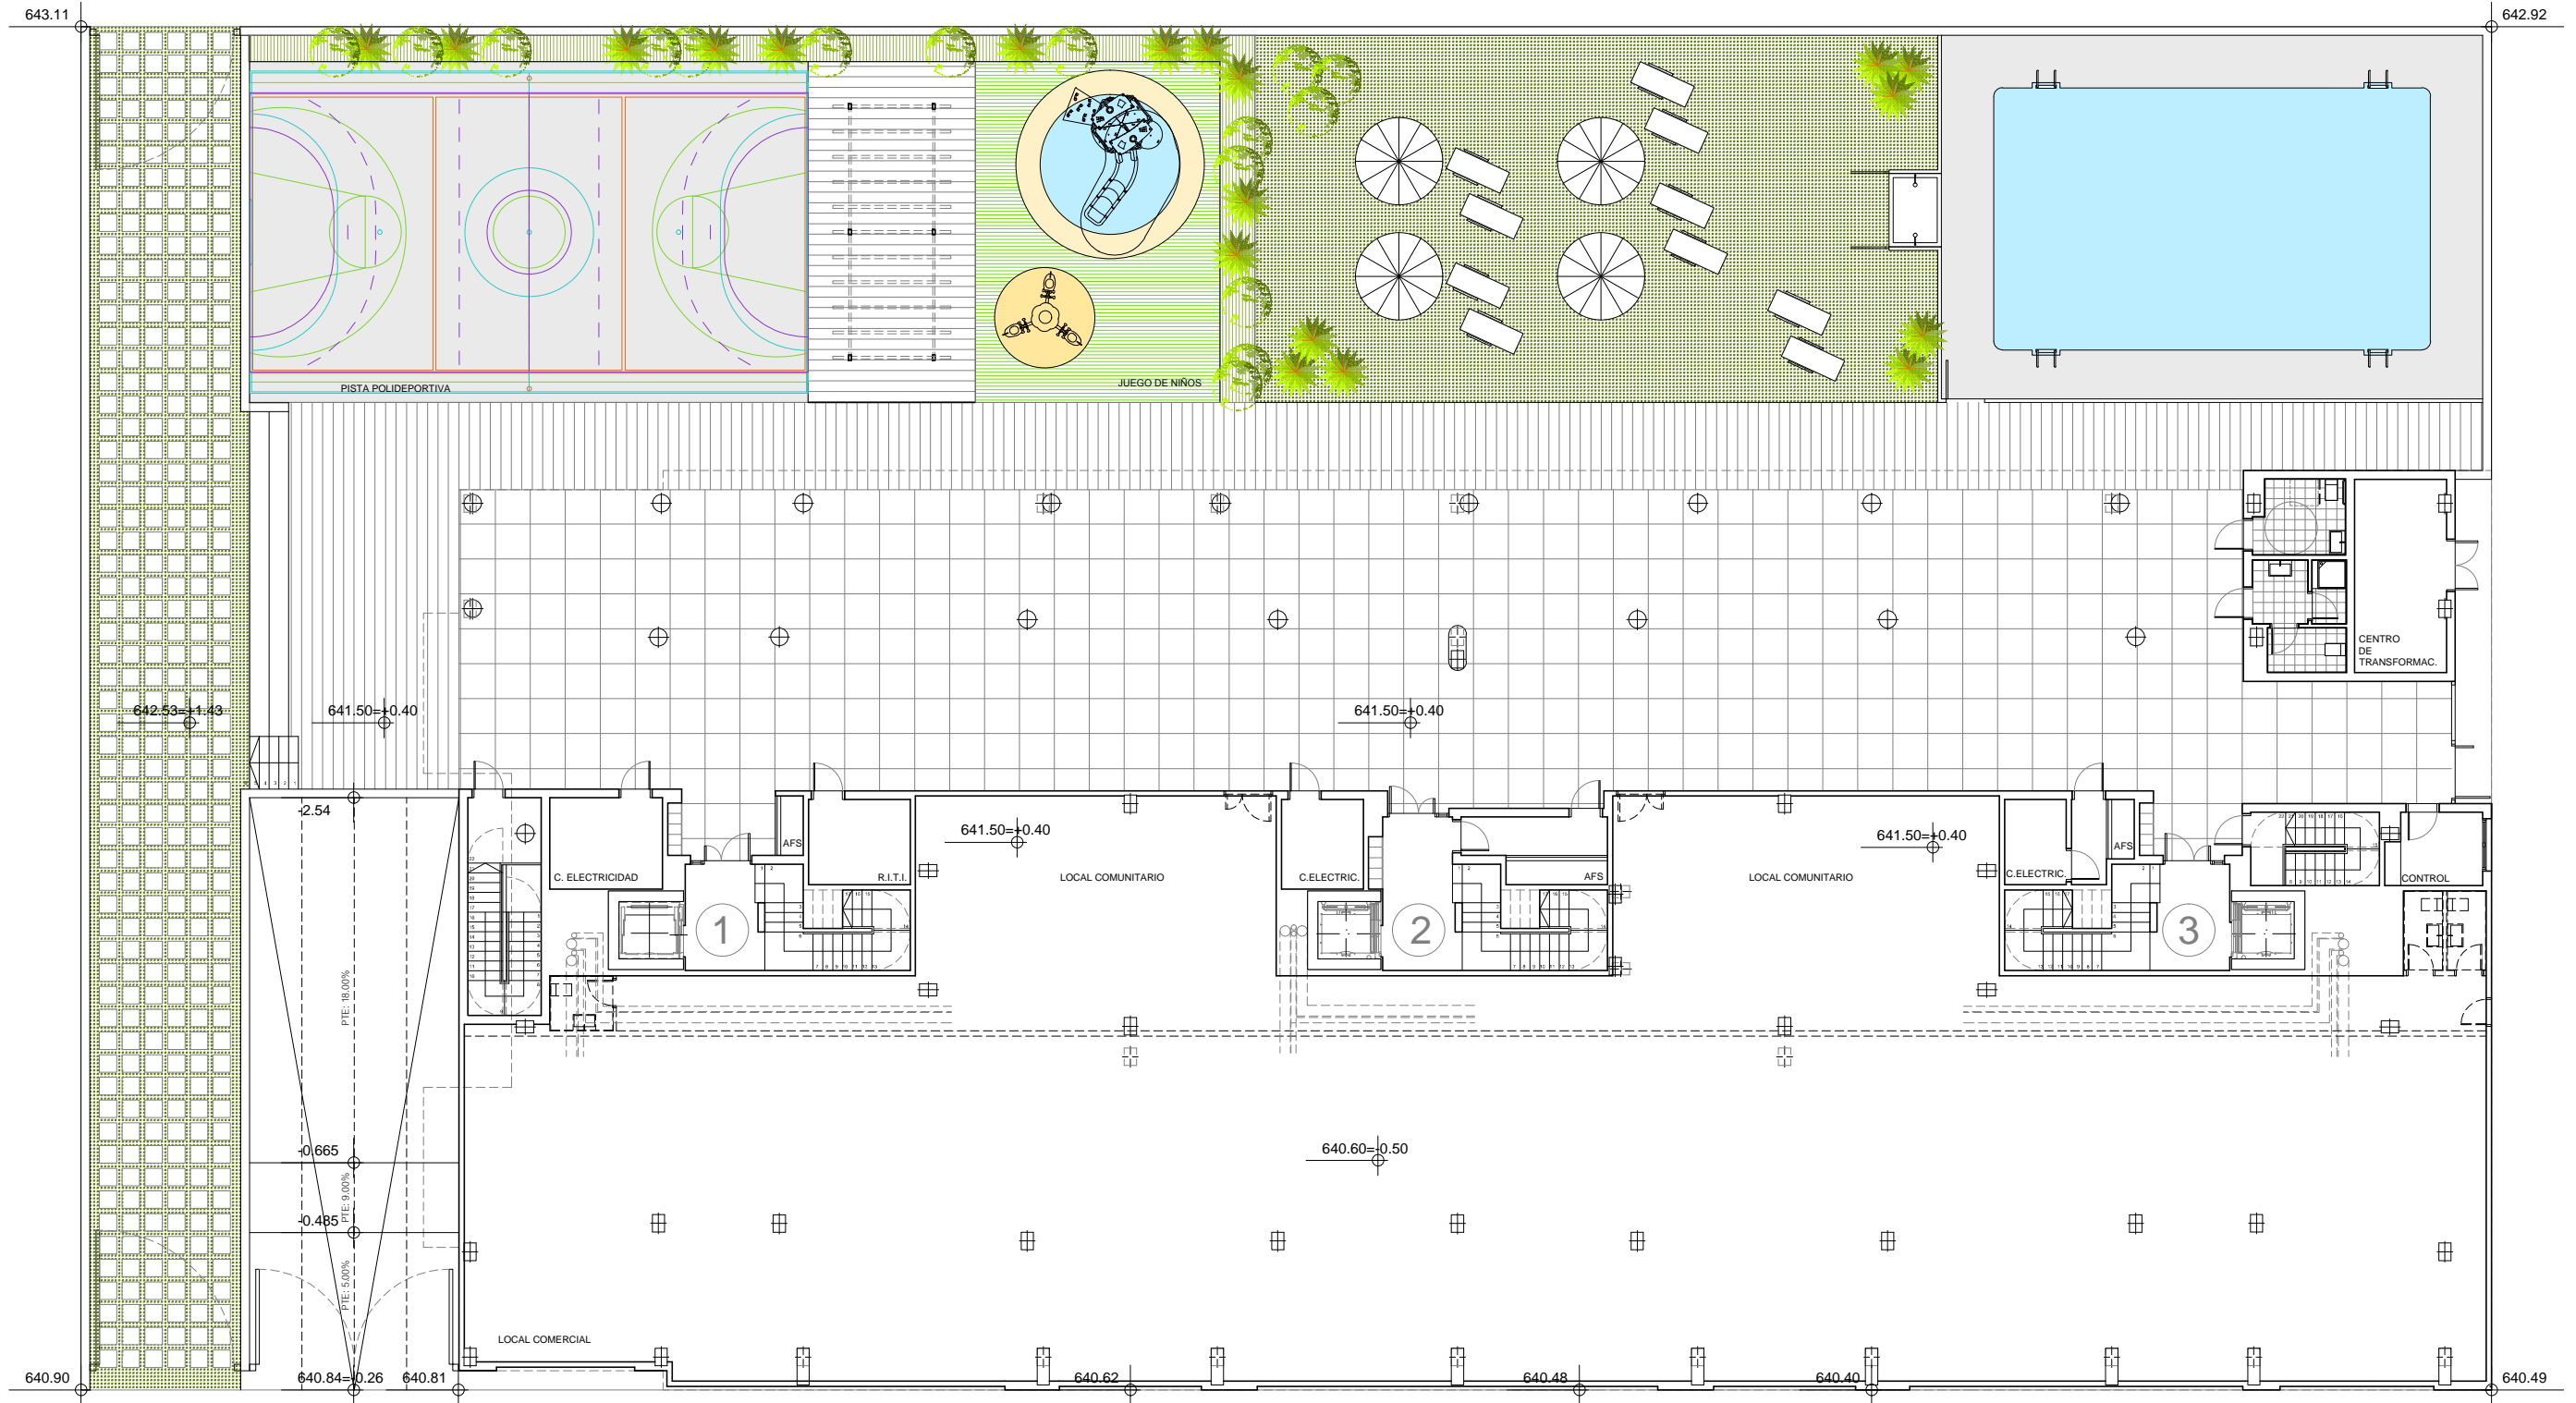 643.11
642.92
PISTA POLIDEPORTIVA
JUEGO DE NIÑOS
CENTRO
DE
TRANSFORMAC.
642.53=+1.43
641.50=+0.40
641.50=+0.40
-2.54
641.50=+0.40
641.50=+0.40
AFS
AFS
C. ELECTRICIDAD
R.I.T.I.
LOCAL COMUNITARIO
C.ELECTRIC.
AFS
LOCAL COMUNITARIO
C.ELECTRIC.
CONTROL
1
2
3
PTE: 18.00%
-0.665
640.60=-0.50
PTE: 9.00%
-0.485
PTE: 5.00%
LOCAL COMERCIAL
640.90
640.84=-0.26
640.81
640.62
640.48
640.40
640.49